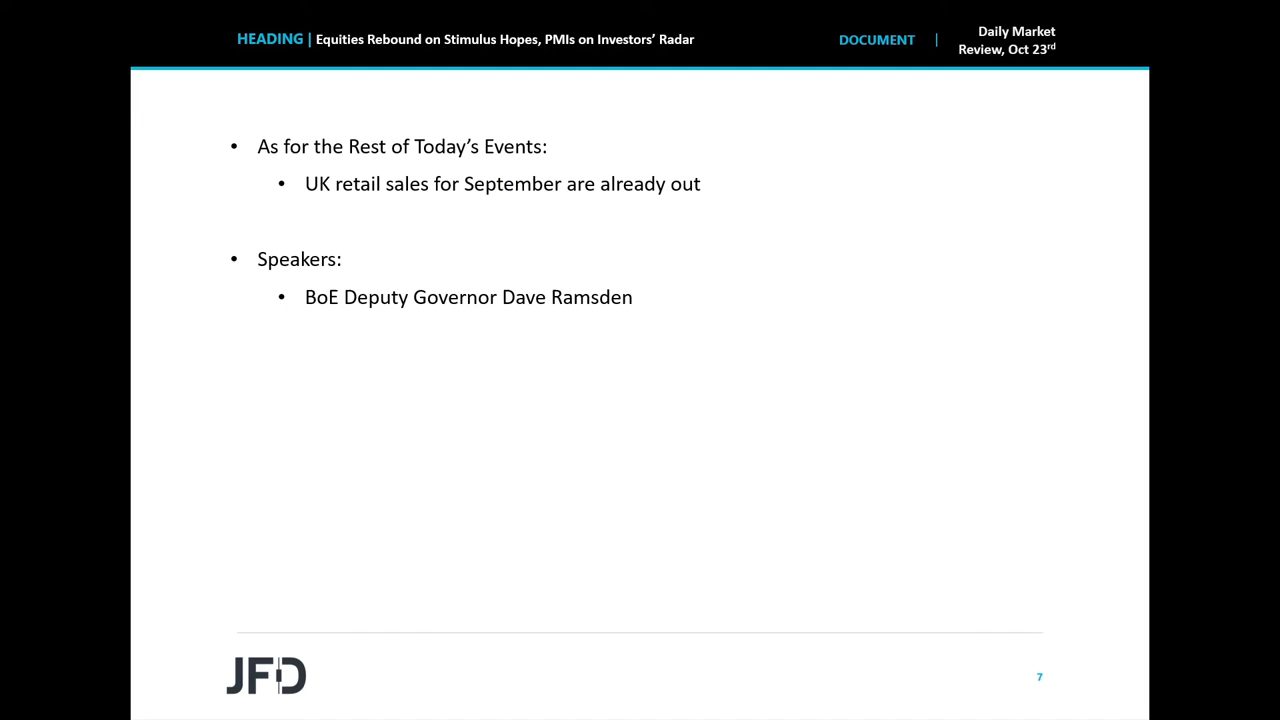 HEADING | Equities Rebound on Stimulus Hopes, PMIs on Investors’ Radar
DOCUMENT |
Daily Market
Review, Oct 23rd
• As for the Rest of Today’s Events:
• UK retail sales for September are already out
• Speakers:
• BoE Deputy Governor Dave Ramsden
JFD
7